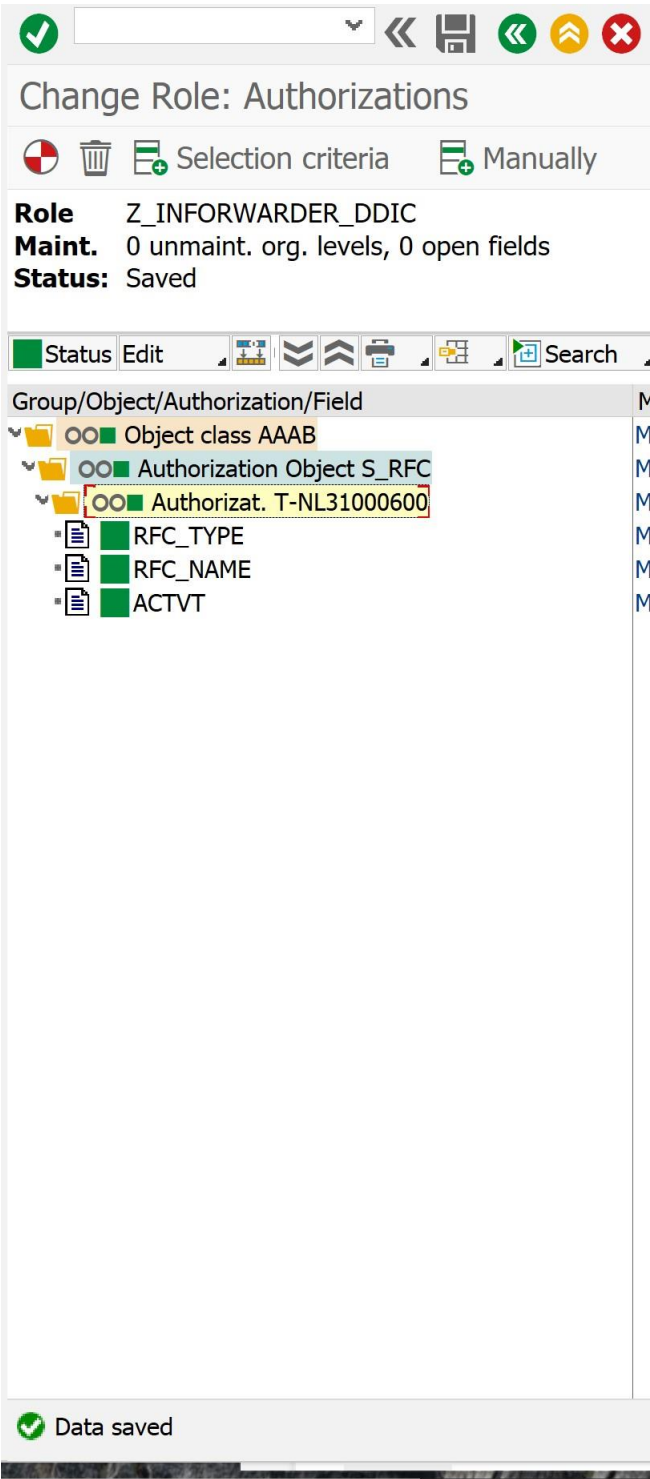 Change Role: Authorizations
Selection criteria Manually
Role Z_INFORWARDER_DDIC
Maint. 0 unmaint. org. levels, 0 open fields
Status: Saved
Status Edit Search
Group/Object/Authorization/Field M
Object class AAAB M
Authorization Object S_RFC M
Authorizat. T-NL31000600 M
RFC_TYPE M
RFC_NAME M
ACTVT M
Data saved